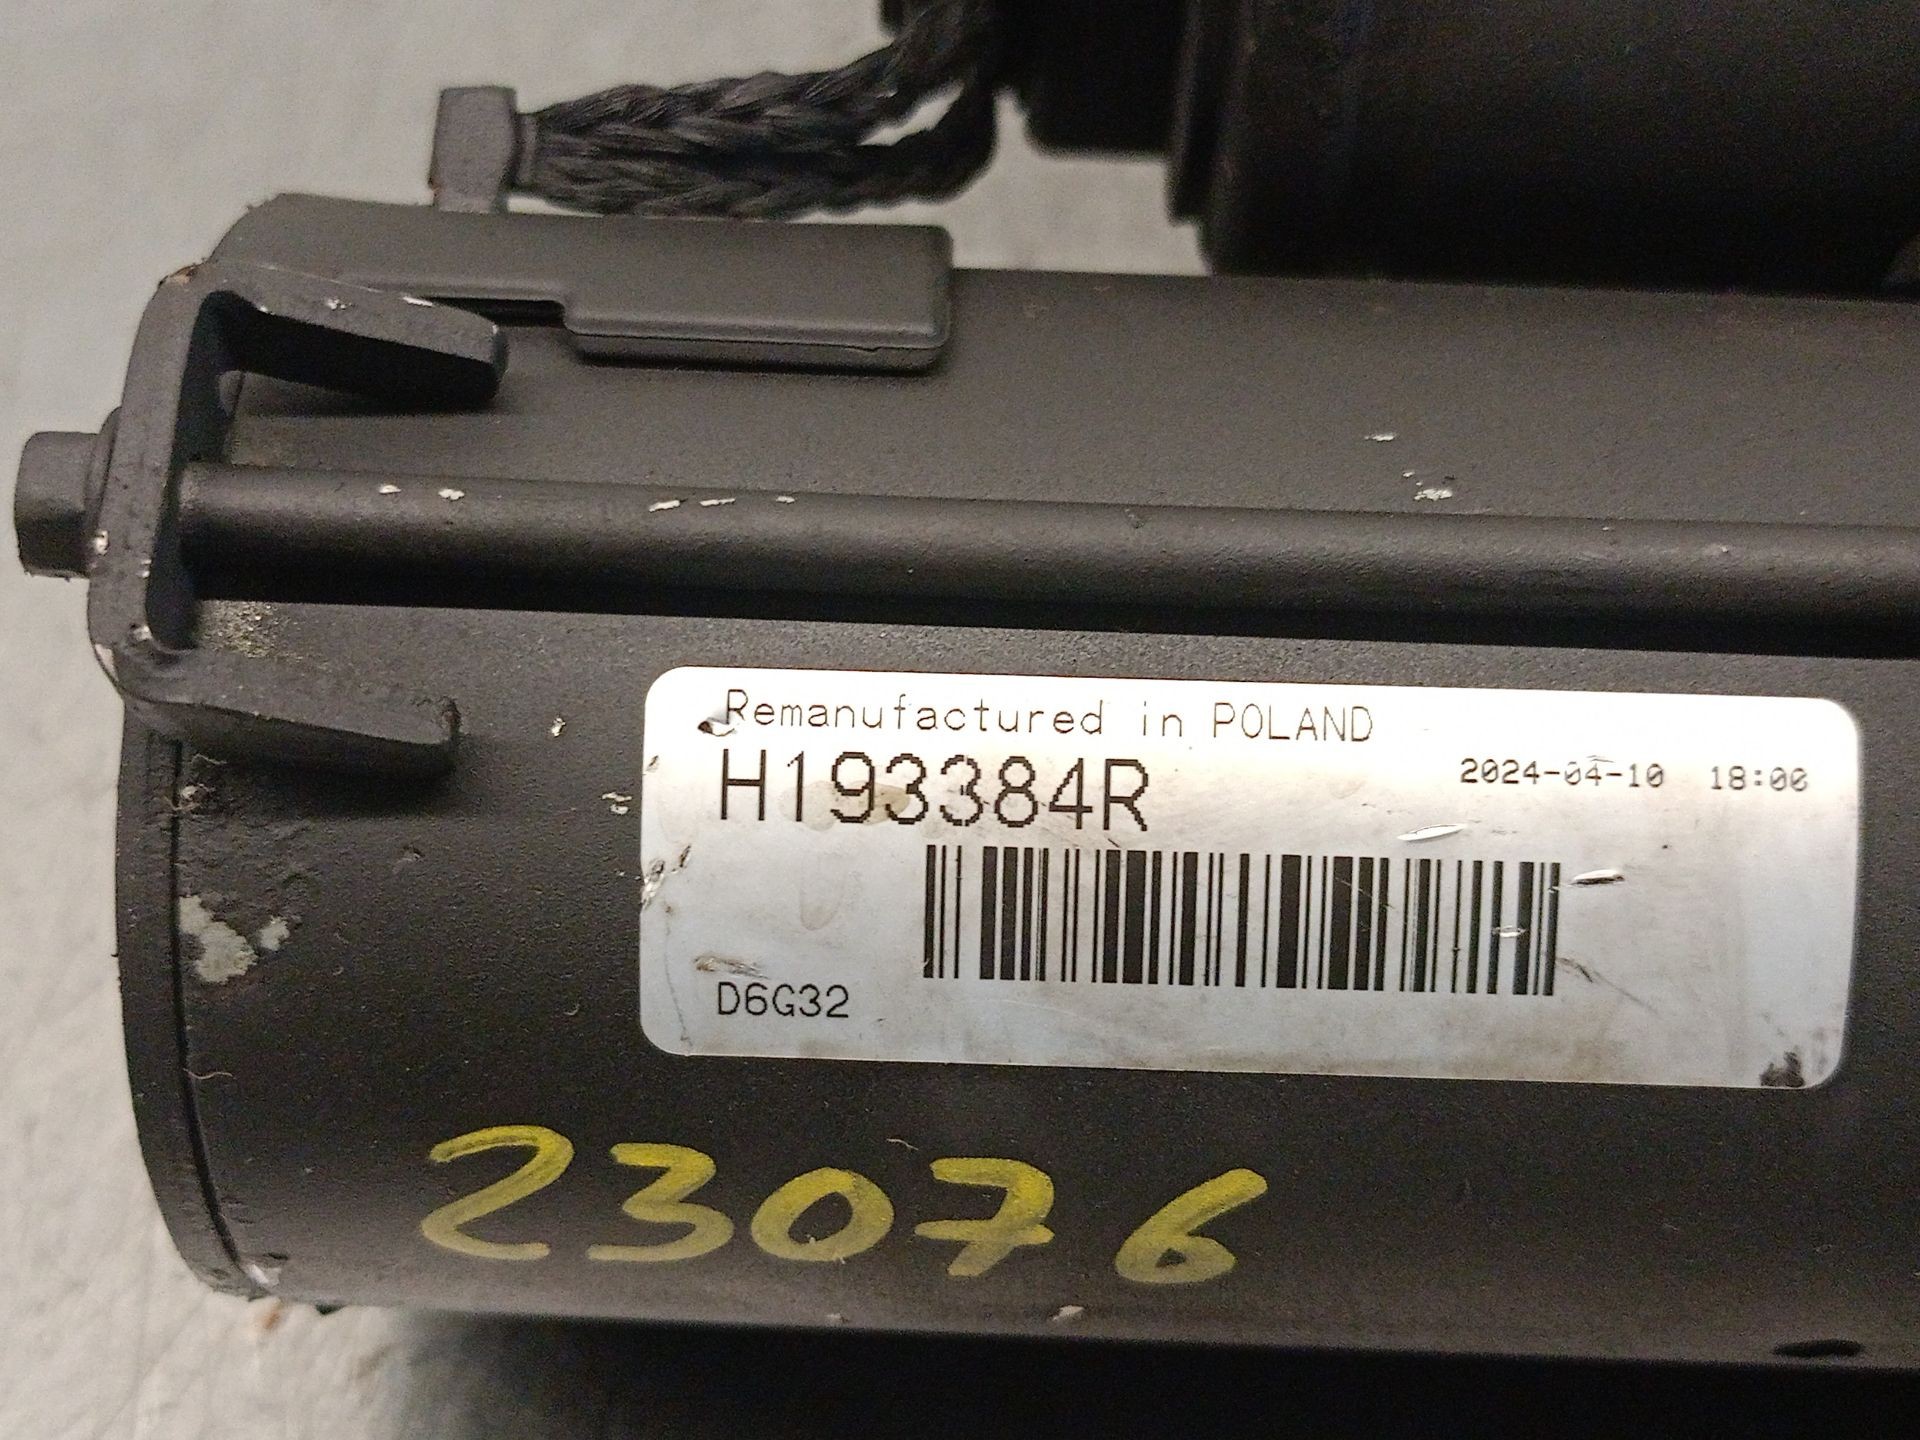 Remanufactured in POLAND
H193384R
2024-04-10 18:00
D6G32
23076